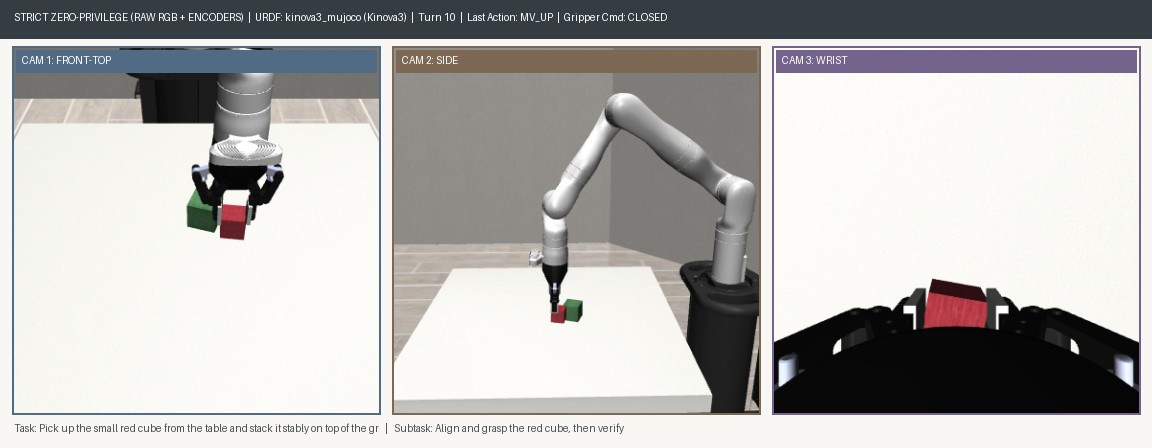 STRICT ZERO-PRIVILEGE (RAW RGB + ENCODERS) | URDF: kinova3_mujoco (Kinova3) | Turn 10 | Last Action: MV_UP | Gripper Cmd: CLOSED
CAM 1: FRONT-TOP
CAM 2: SIDE
CAM 3: WRIST
Task: Pick up the small red cube from the table and stack it stably on top of the gr | Subtask: Align and grasp the red cube, then verify